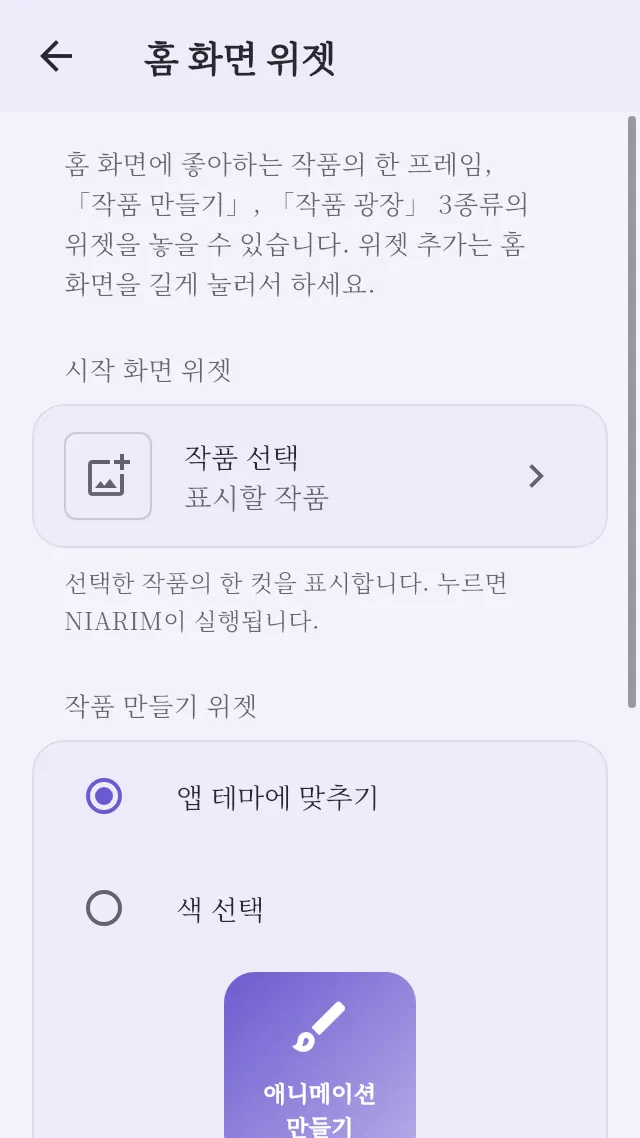 홈 화면 위젯
홈 화면에 좋아하는 작품의 한 프레임,
「작품 만들기」, 「작품 광장」 3종류의
위젯을 놓을 수 있습니다. 위젯 추가는 홈
화면을 길게 눌러서 하세요.
시작 화면 위젯
작품 선택
표시할 작품
선택한 작품의 한 컷을 표시합니다. 누르면
NIARIM이 실행됩니다.
작품 만들기 위젯
앱 테마에 맞추기
색 선택
애니메이션
만들기